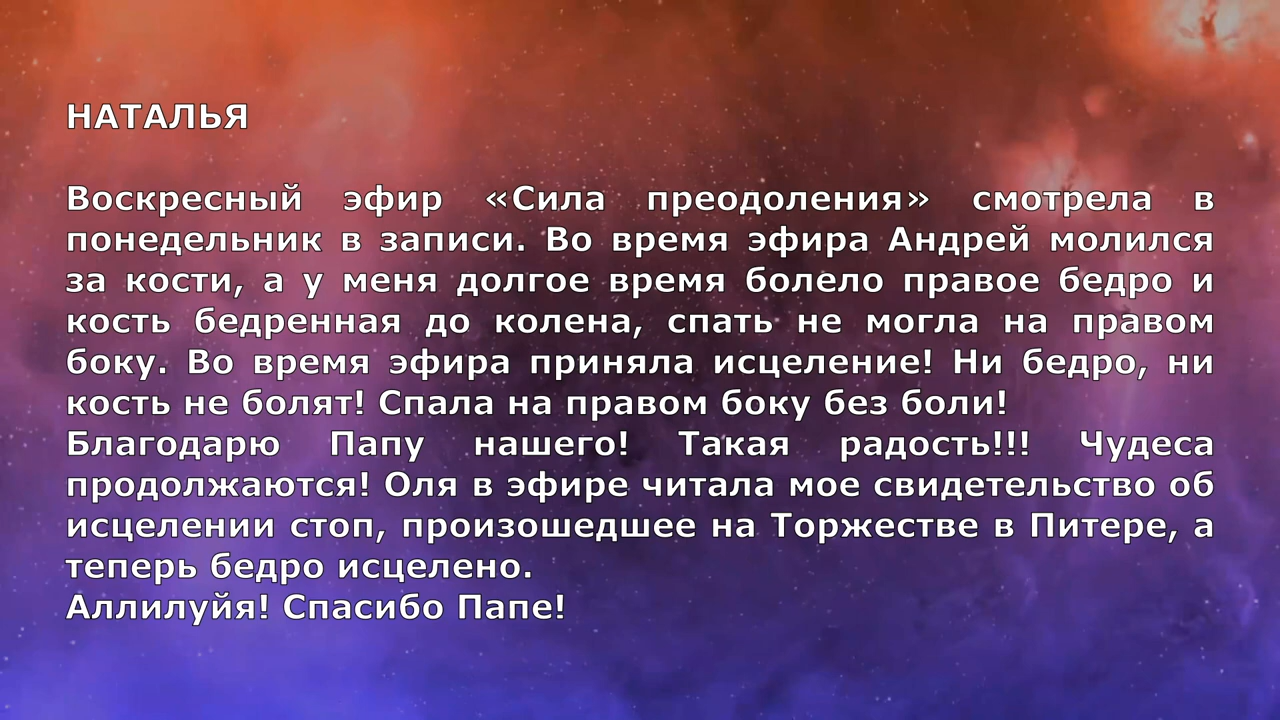 НАТАЛЬЯ
Воскресный эфир «Сила преодоления» смотрела в
понедельник в записи. Во время эфира Андрей молился
за кости, а у меня долгое время болело правое бедро и
кость бедренная до колена, спать не могла на правом
боку. Во время эфира приняла исцеление! Ни бедро, ни
кость не болят! Спала на правом боку без боли!
Благодарю Папу нашего! Такая радость!!! Чудеса
продолжаются! Оля в эфире читала мое свидетельство об
исцелении стоп, произошедшее на Торжестве в Питере, а
теперь бедро исцелено.
Аллилуйя! Спасибо Папе!